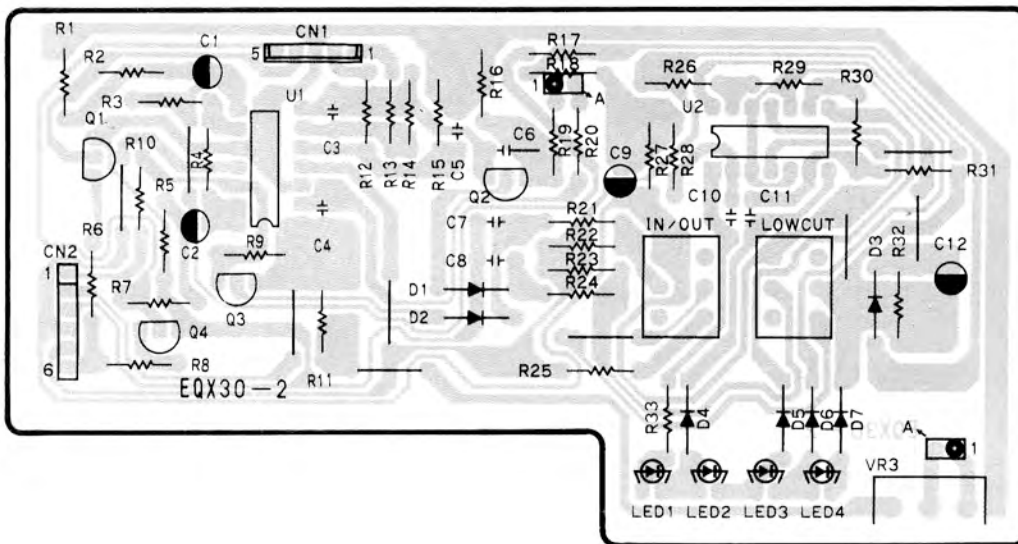 R1
R2
C1
CN1
5 1
R17
R18
1
A
R16
R26
R29
R30
U2
R3
U1
Q1
R10
R4
C3
R12
R13
R14
R15
C5
C6
R19
R20
C9
R27
R28
R31
R5
Q2
C10
C11
R6
C2
R9
C4
C7
R21
IN/OUT
LOWCUT
D3
R32
C12
CN2
1
C8
R22
R23
R24
R7
Q3
D1
D2
Q4
6
R8
R11
R25
EQX30-2
R33
D4
D5
D6
D7
A
1
VR3
LED1 LED2 LED3 LED4